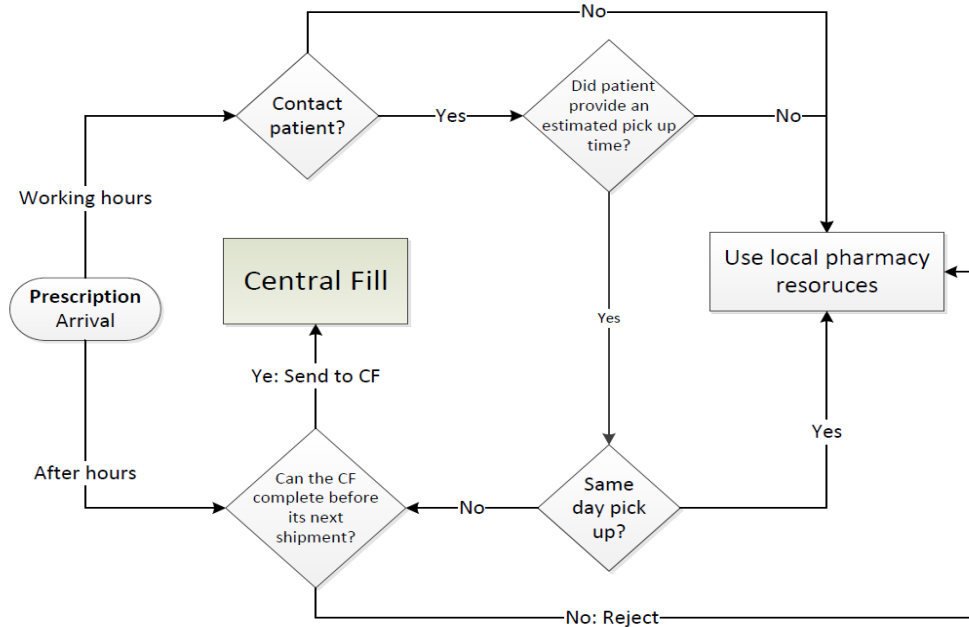 No
Contact
patient?
Yes
Did patient
provide an
estimated pick up
time?
No
Working hours
Prescription
Arrival
Central Fill
Use local pharmacy
resoruces
Yes
Ye: Send to CF
After hours
Can the CF
complete before
its next
shipment?
No
Same
day pick
up?
Yes
No: Reject